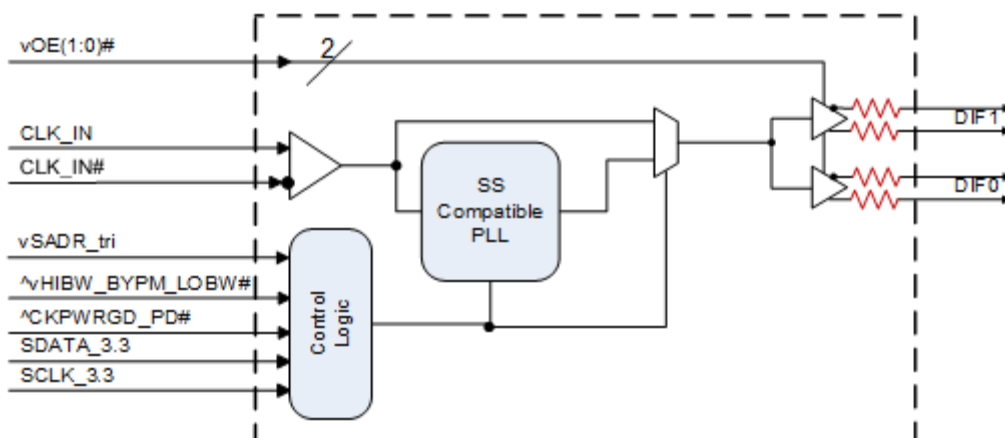 vOE(1:0)#
2
CLK_IN
CLK_IN#
DIF1
DIF0
SS
Compatible
PLL
vSADR_tri
^vHIBW_BYPM_LOBW#
^CKPWRGD_PD#
SDATA_3.3
SCLK_3.3
Control
Logic